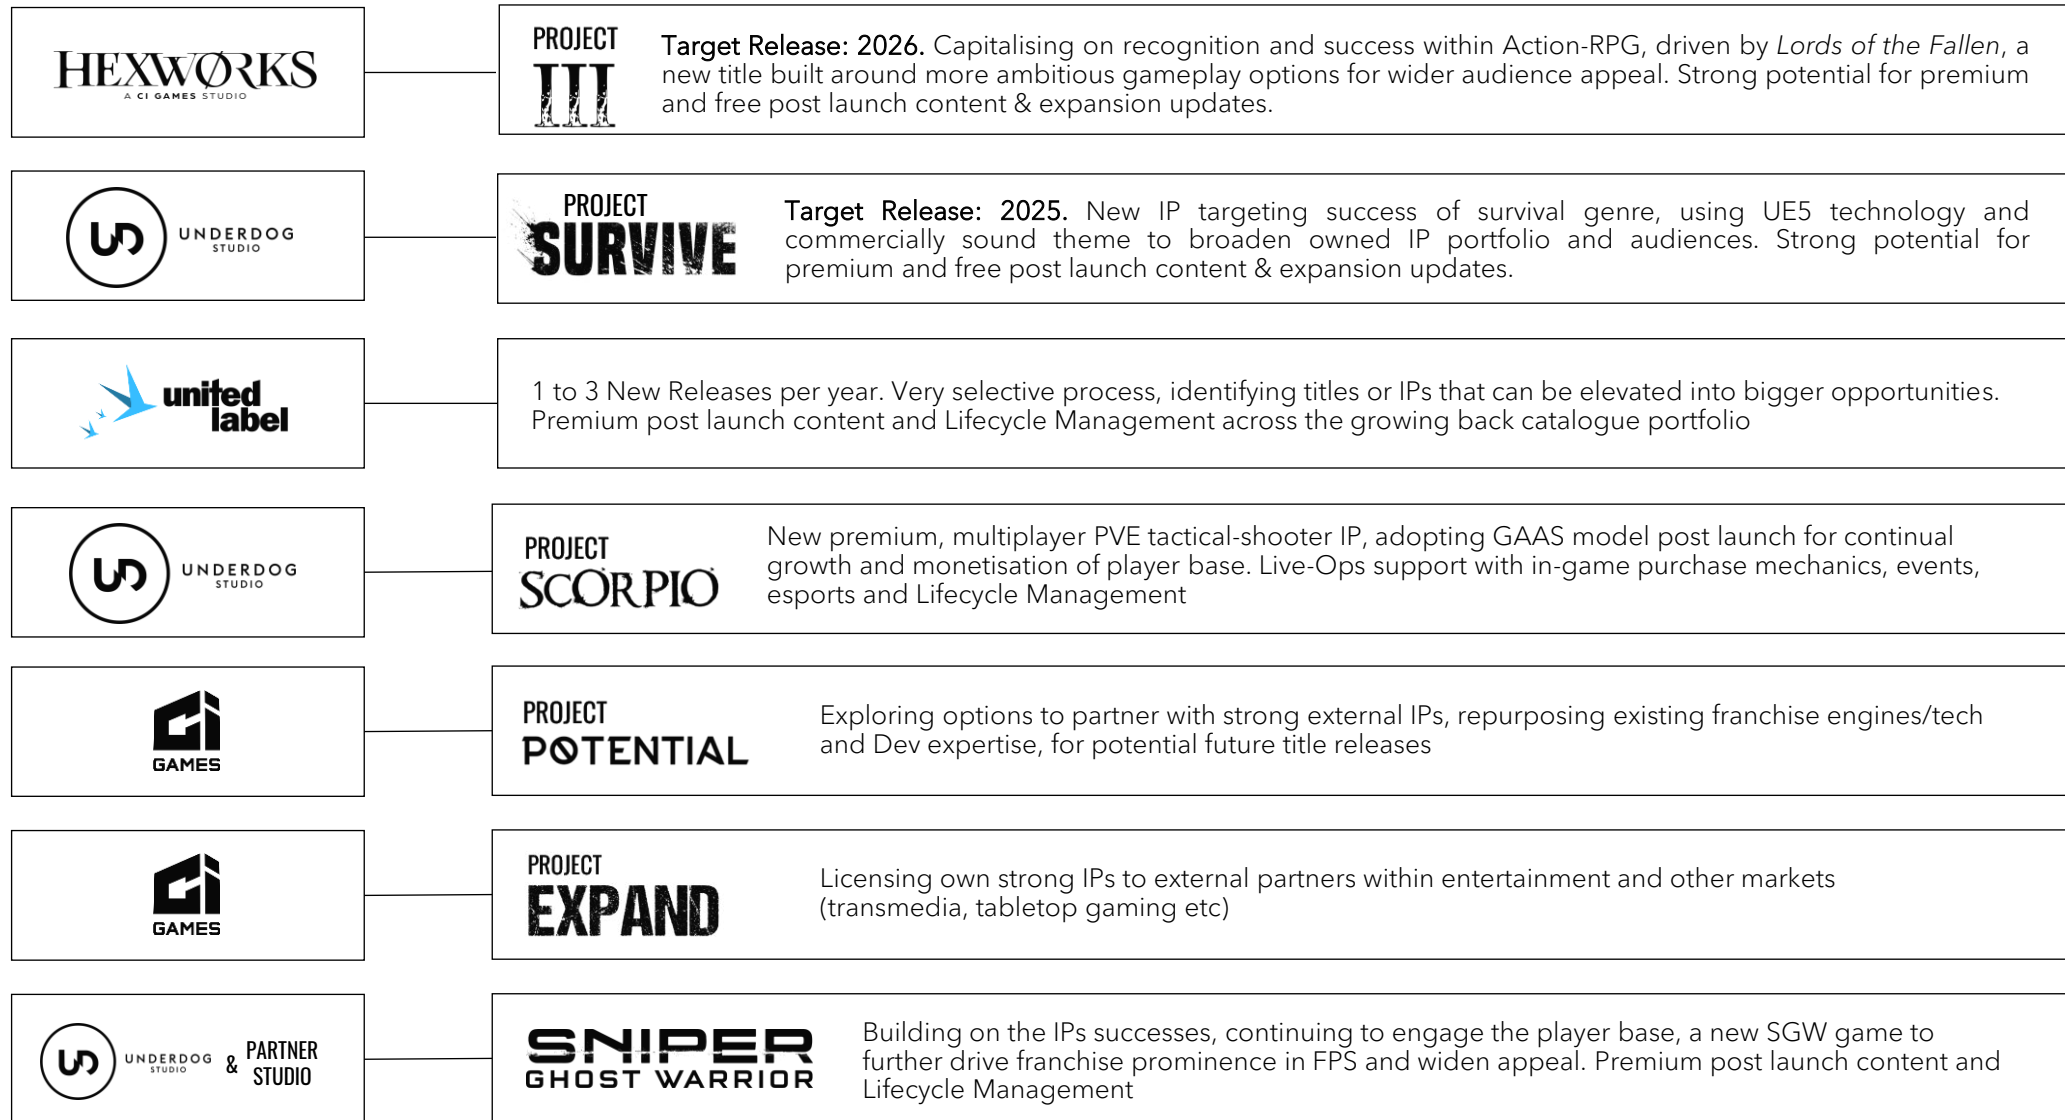 HEXWORKS
A CI GAMES STUDIO
PROJECT
III
Target Release: 2026. Capitalising on recognition and success within Action-RPG, driven by Lords of the Fallen, a
new title built around more ambitious gameplay options for wider audience appeal. Strong potential for premium
and free post launch content & expansion updates.
UD
UNDERDOG
STUDIO
PROJECT
SURVIVE
Target Release: 2025. New IP targeting success of survival genre, using UE5 technology and
commercially sound theme to broaden owned IP portfolio and audiences. Strong potential for
premium and free post launch content & expansion updates.
united
label
1 to 3 New Releases per year. Very selective process, identifying titles or IPs that can be elevated into bigger opportunities.
Premium post launch content and Lifecycle Management across the growing back catalogue portfolio
UD
UNDERDOG
STUDIO
PROJECT
SCORPIO
New premium, multiplayer PVE tactical-shooter IP, adopting GAAS model post launch for continual
growth and monetisation of player base. Live-Ops support with in-game purchase mechanics, events,
esports and Lifecycle Management
CI
GAMES
PROJECT
POTENTIAL
Exploring options to partner with strong external IPs, repurposing existing franchise engines/tech
and Dev expertise, for potential future title releases
CI
GAMES
PROJECT
EXPAND
Licensing own strong IPs to external partners within entertainment and other markets
(transmedia, tabletop gaming etc)
UD
UNDERDOG
STUDIO
&
PARTNER
STUDIO
SNIPER
GHOST WARRIOR
Building on the IPs successes, continuing to engage the player base, a new SGW game to
further drive franchise prominence in FPS and widen appeal. Premium post launch content and
Lifecycle Management